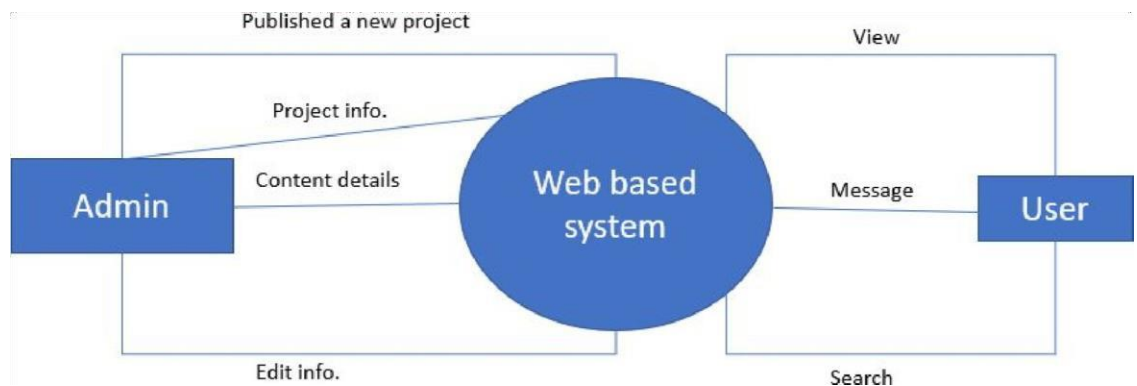 Published a new project
View
Project info.
Content details
Admin
Web based
system
Message
User
Edit info.
Search